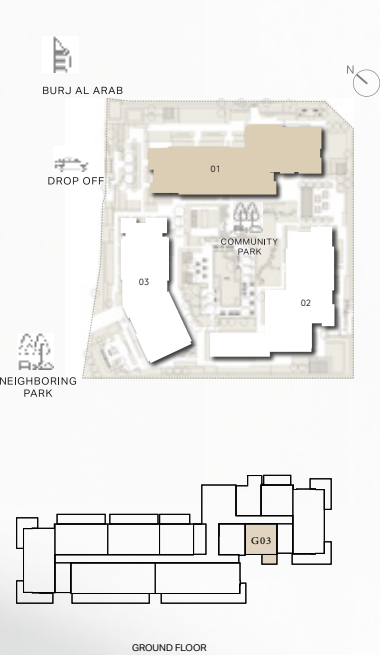 N
BURJ AL ARAB
01
DROP OFF
COMMUNITY
PARK
03
02
NEIGHBORING
PARK
G03
GROUND FLOOR